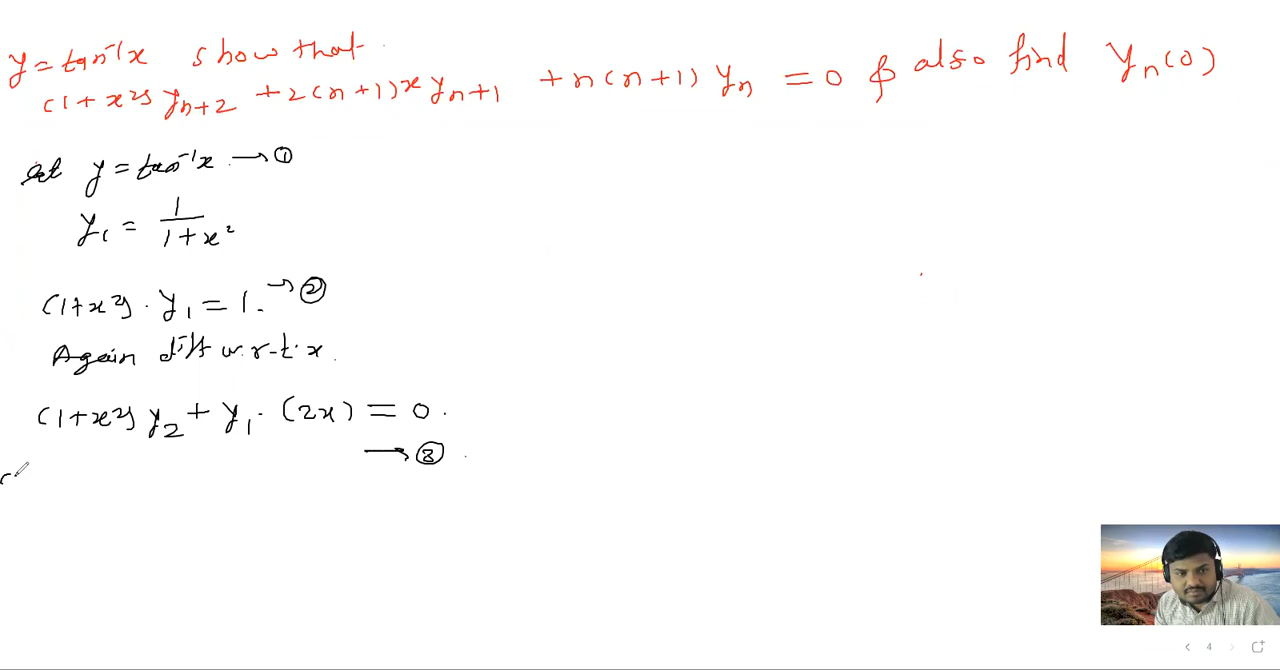 y = tan⁻¹x show that
(1+x²) yₙ₊₂ + 2(n+1)x yₙ₊₁ + n(n+1) yₙ = 0 & also find yₙ(0)
let y = tan⁻¹x → ①
y₁ = 1/(1+x²)
(1+x²) · y₁ = 1. → ②
Again diff w.r.t. x.
(1+x²) y₂ + y₁ · (2x) = 0.
→ ③
4